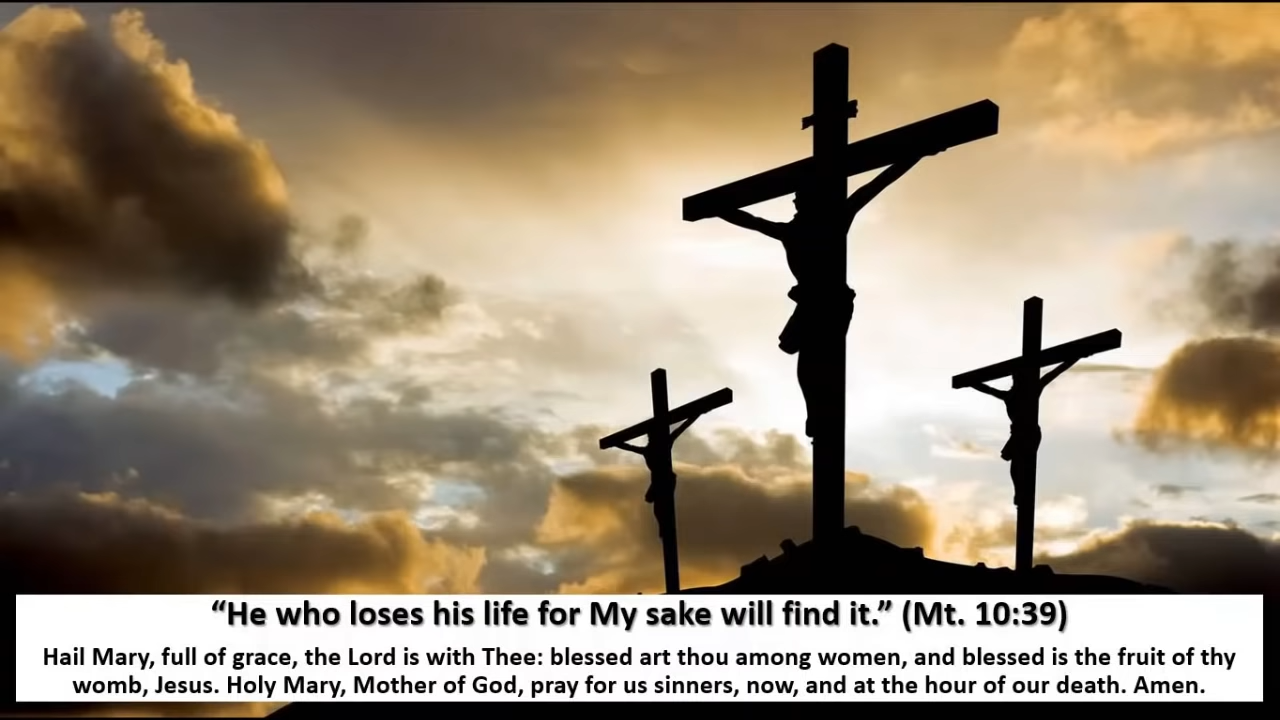 “He who loses his life for My sake will find it.” (Mt. 10:39)
Hail Mary, full of grace, the Lord is with Thee: blessed art thou among women, and blessed is the fruit of thy
womb, Jesus. Holy Mary, Mother of God, pray for us sinners, now, and at the hour of our death. Amen.